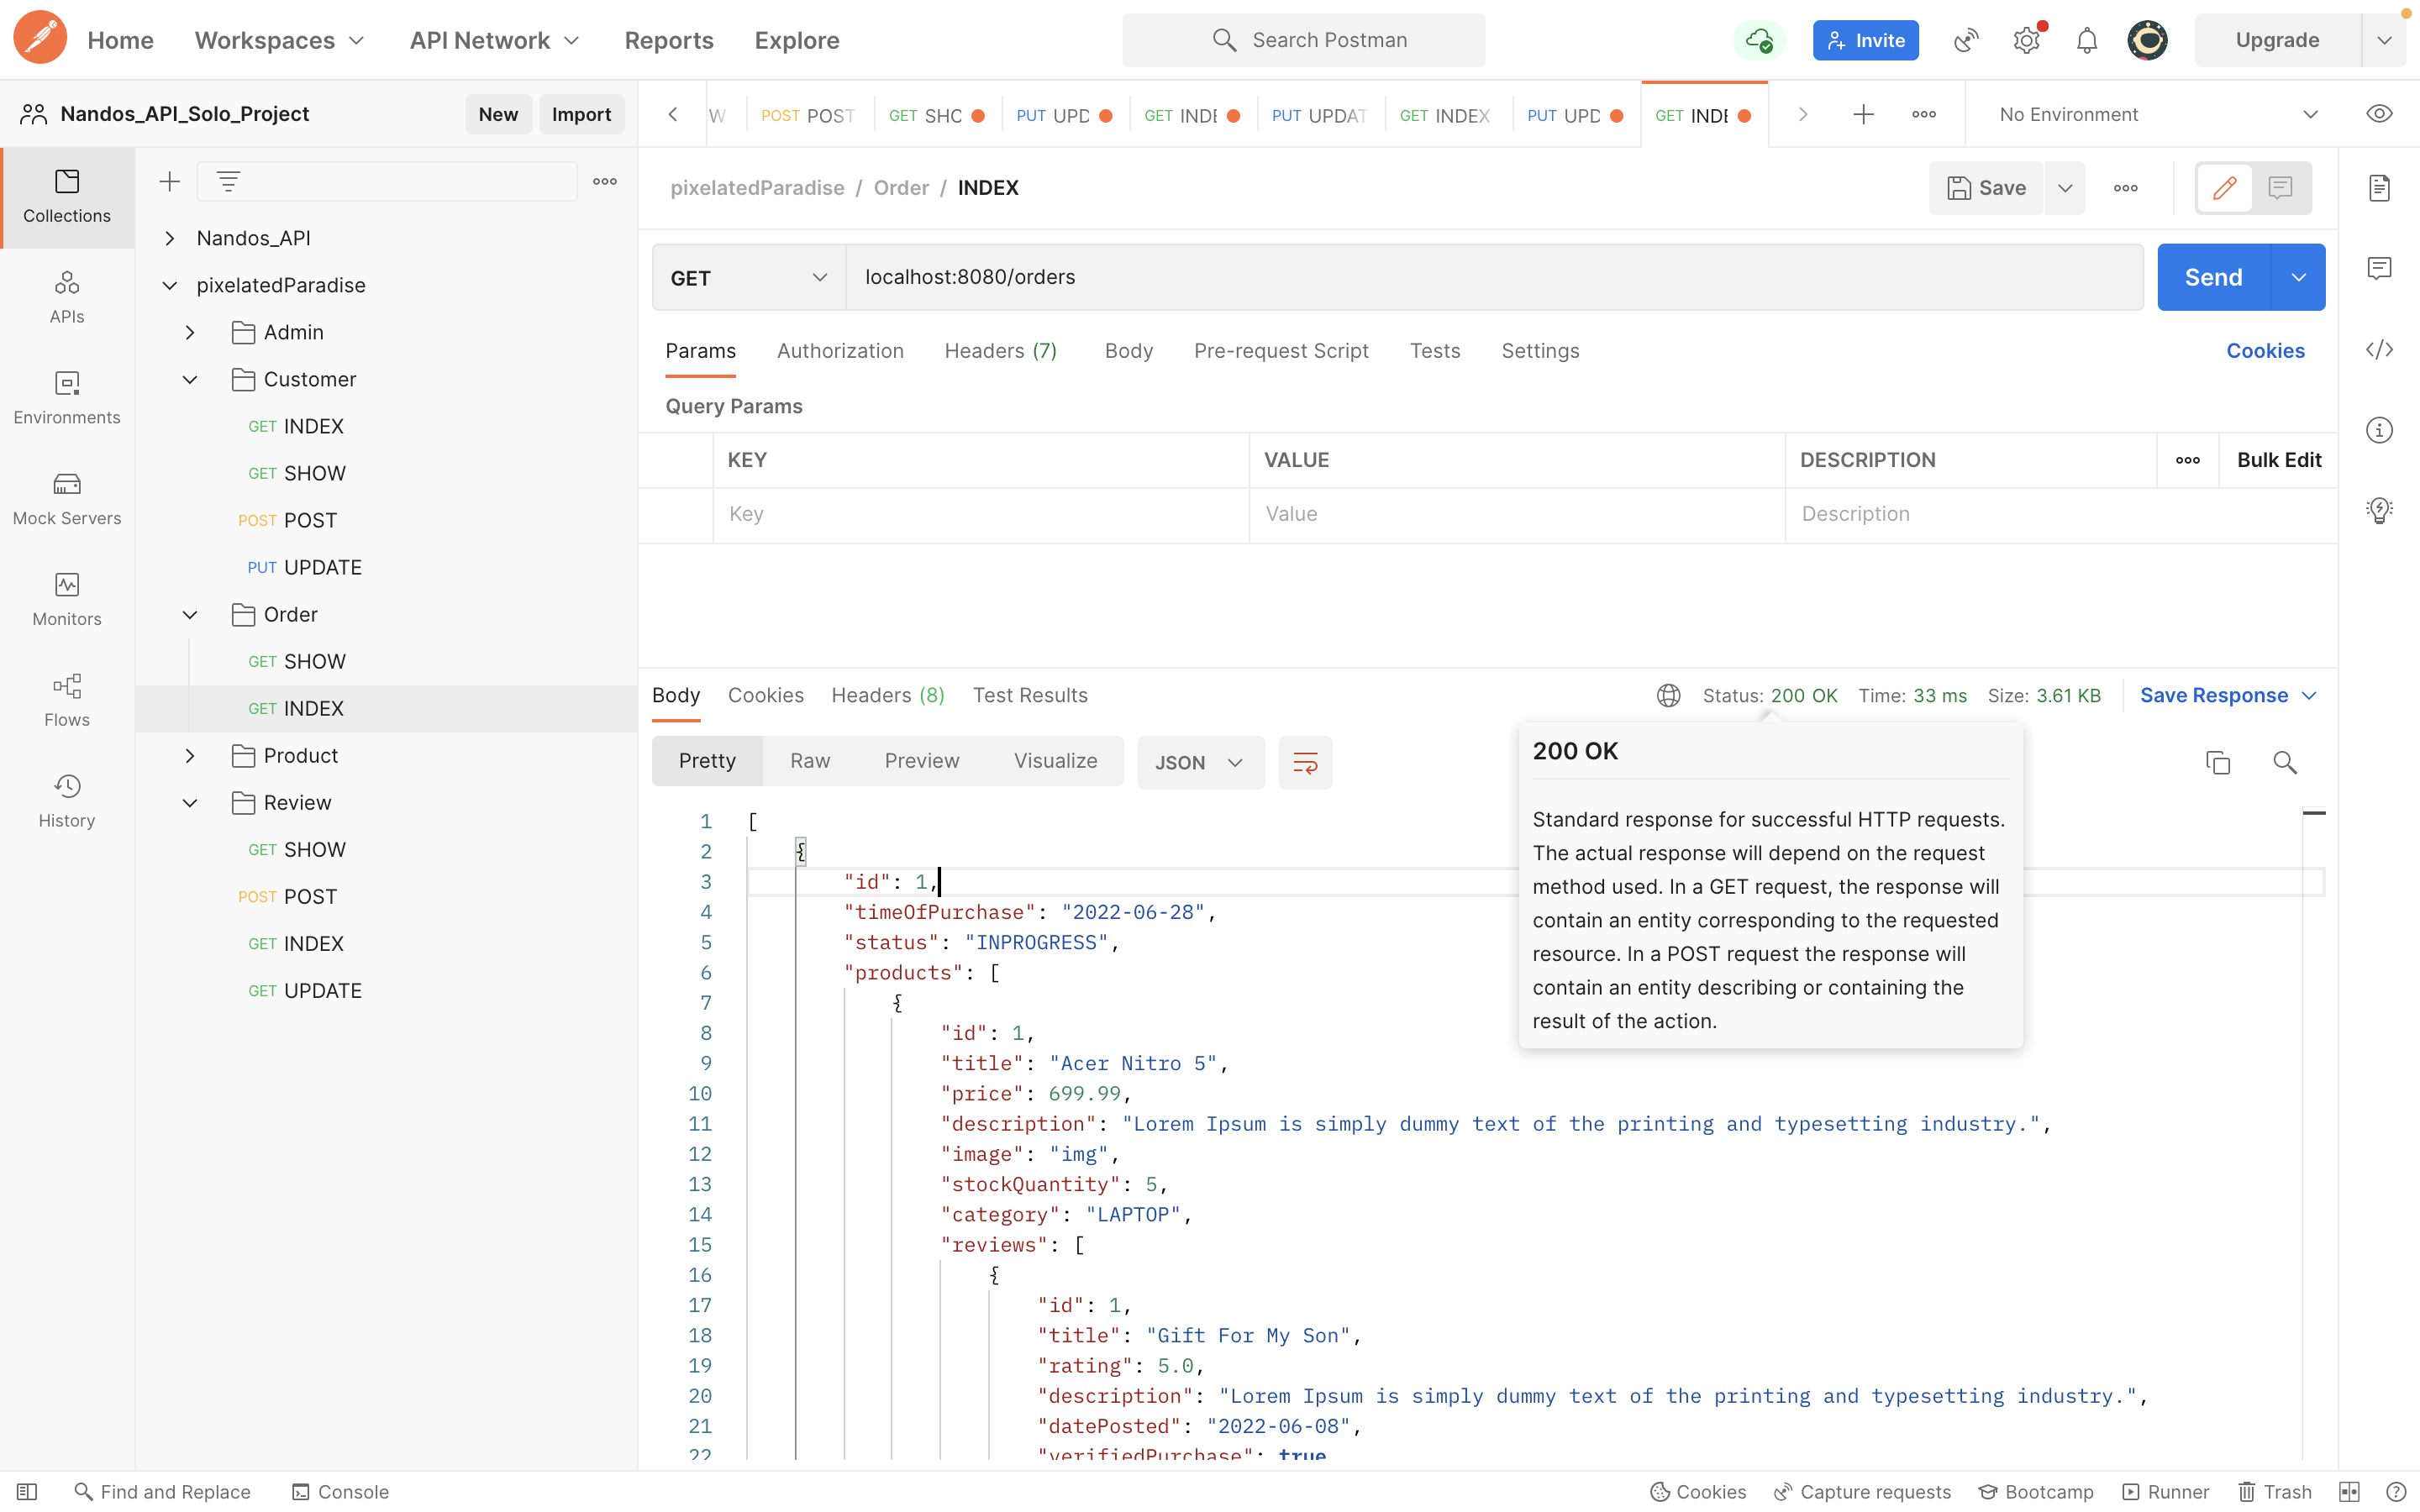 Home Workspaces API Network Reports Explore Search Postman Invite Upgrade
Nandos_API_Solo_Project New Import
W POST POST GET SHC PUT UPD GET INDE PUT UPDAT GET INDEX PUT UPD GET INDE No Environment
Collections
APIs
Environments
Mock Servers
Monitors
Flows
History
Nandos_API
pixelatedParadise
Admin
Customer
GET INDEX
GET SHOW
POST POST
PUT UPDATE
Order
GET SHOW
GET INDEX
Product
Review
GET SHOW
POST POST
GET INDEX
GET UPDATE
pixelatedParadise / Order / INDEX Save
GET localhost:8080/orders Send
Params Authorization Headers (7) Body Pre-request Script Tests Settings Cookies
Query Params
KEY VALUE DESCRIPTION Bulk Edit
Key Value Description
Body Cookies Headers (8) Test Results Status: 200 OK Time: 33 ms Size: 3.61 KB Save Response
Pretty Raw Preview Visualize JSON
200 OK
Standard response for successful HTTP requests.
The actual response will depend on the request
method used. In a GET request, the response will
contain an entity corresponding to the requested
resource. In a POST request the response will
contain an entity describing or containing the
result of the action.
1 [
2 {
3 "id": 1,
4 "timeOfPurchase": "2022-06-28",
5 "status": "INPROGRESS",
6 "products": [
7 {
8 "id": 1,
9 "title": "Acer Nitro 5",
10 "price": 699.99,
11 "description": "Lorem Ipsum is simply dummy text of the printing and typesetting industry.",
12 "image": "img",
13 "stockQuantity": 5,
14 "category": "LAPTOP",
15 "reviews": [
16 {
17 "id": 1,
18 "title": "Gift For My Son",
19 "rating": 5.0,
20 "description": "Lorem Ipsum is simply dummy text of the printing and typesetting industry.",
21 "datePosted": "2022-06-08",
22 "verifiedPurchase": true
Find and Replace Console Cookies Capture requests Bootcamp Runner Trash